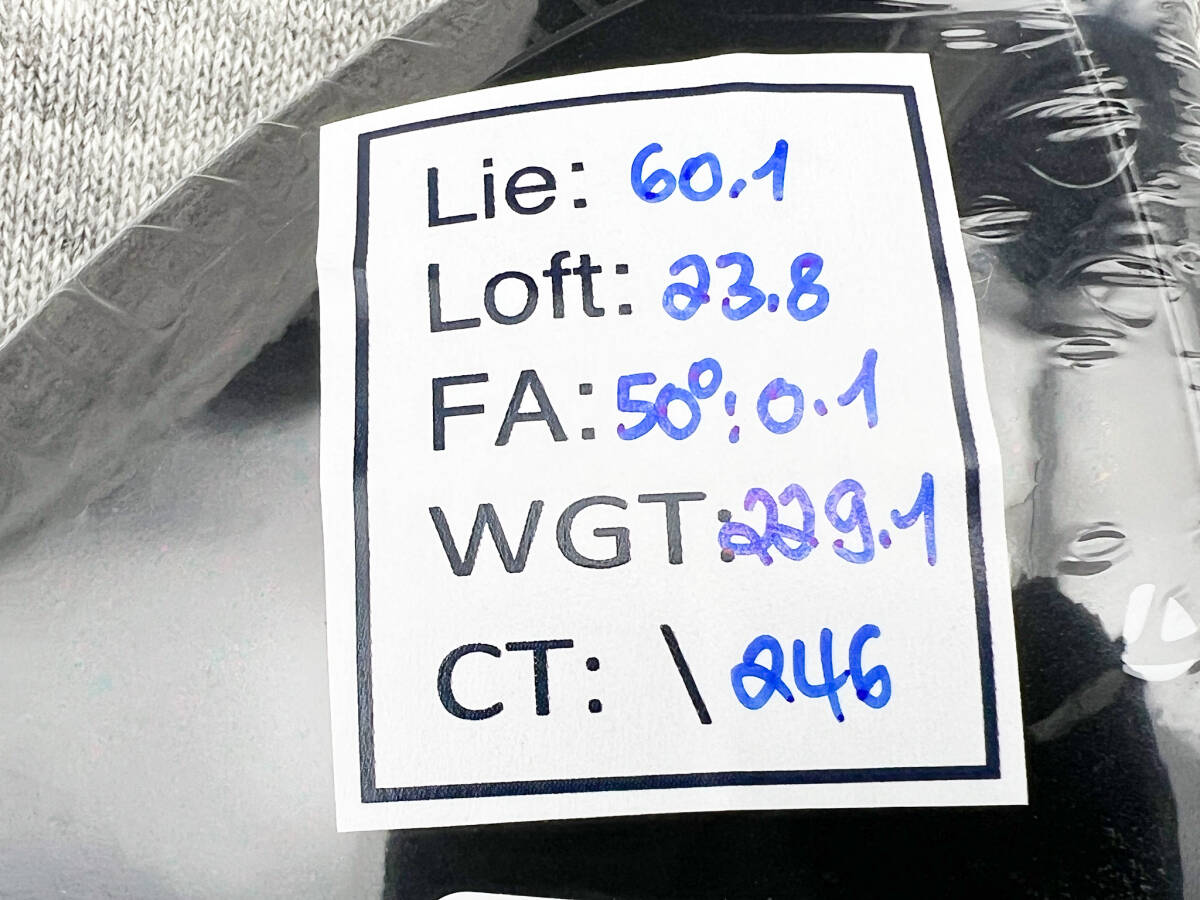 Lie: 60.1
Loft: 23.8
FA: 50°: 0.1
WGT: 229.1
CT: \ 246